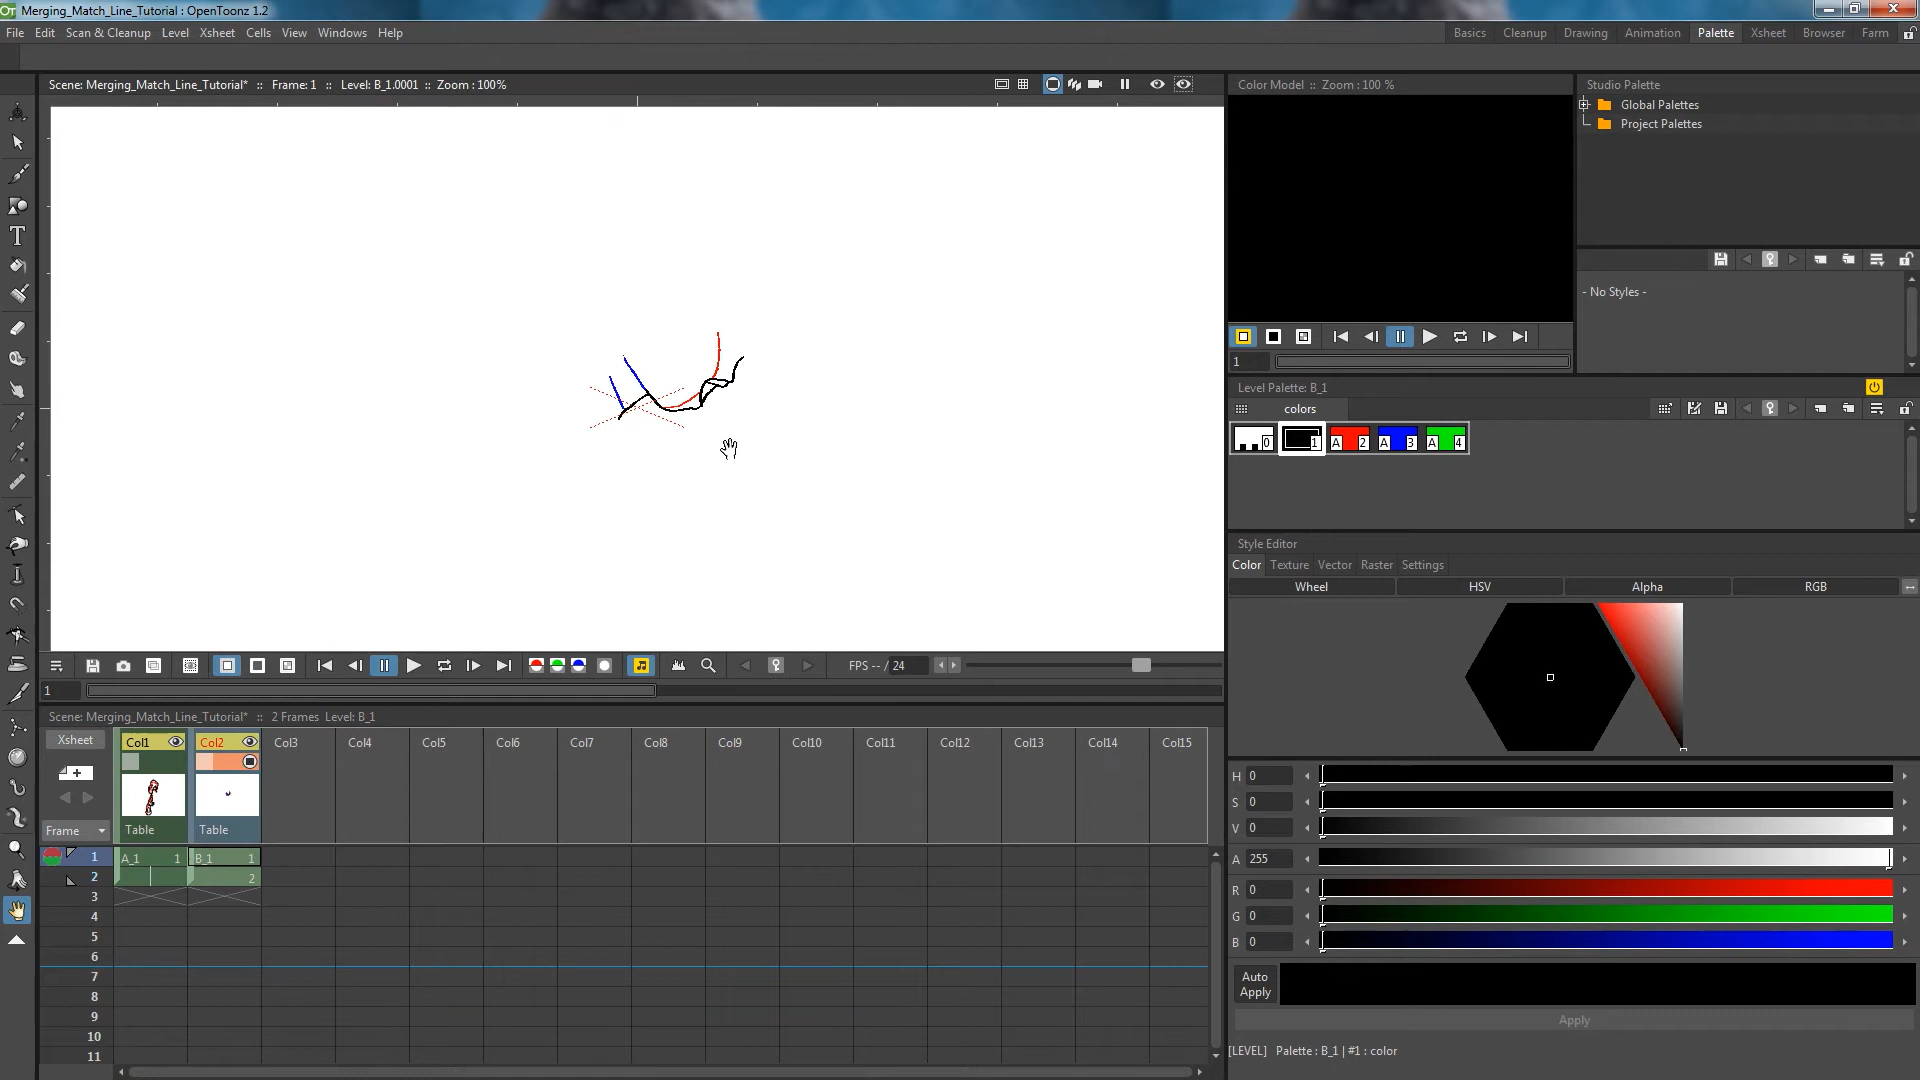 Merging_Match_Line_Tutorial : OpenToonz 1.2
File Edit Scan & Cleanup Level Xsheet Cells View Windows Help
Basics Cleanup Drawing Animation Palette Xsheet Browser Farm
Scene: Merging_Match_Line_Tutorial* :: Frame: 1 :: Level: B_1.0001 :: Zoom : 100%
Color Model :: Zoom : 100 %
Studio Palette
Global Palettes
Project Palettes
- No Styles -
1
Level Palette: B_1
colors
0 1 A 2 A 3 A 4
Style Editor
Color Texture Vector Raster Settings
Wheel HSV Alpha RGB
FPS -- / 24
1
Scene: Merging_Match_Line_Tutorial* :: 2 Frames Level: B_1
Xsheet
Col1 Col2 Col3 Col4 Col5 Col6 Col7 Col8 Col9 Col10 Col11 Col12 Col13 Col14 Col15
Frame
Table Table
1 A_1 1 B_1 1
2 2
3
4
5
6
7
8
9
10
11
H 0
S 0
V 0
A 255
R 0
G 0
B 0
Auto
Apply
Apply
[LEVEL] Palette : B_1 | #1 : color